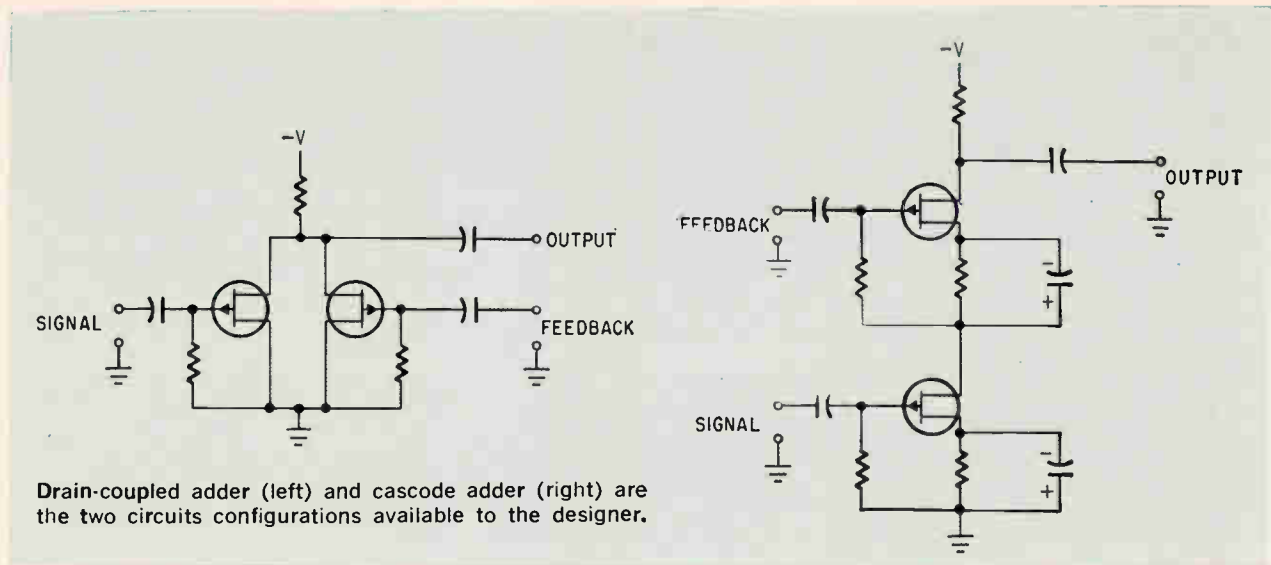 -V
OUTPUT
SIGNAL
FEEDBACK
-V
OUTPUT
FEEDBACK
-
+
SIGNAL
-
+
Drain-coupled adder (left) and cascode adder (right) are
the two circuits configurations available to the designer.